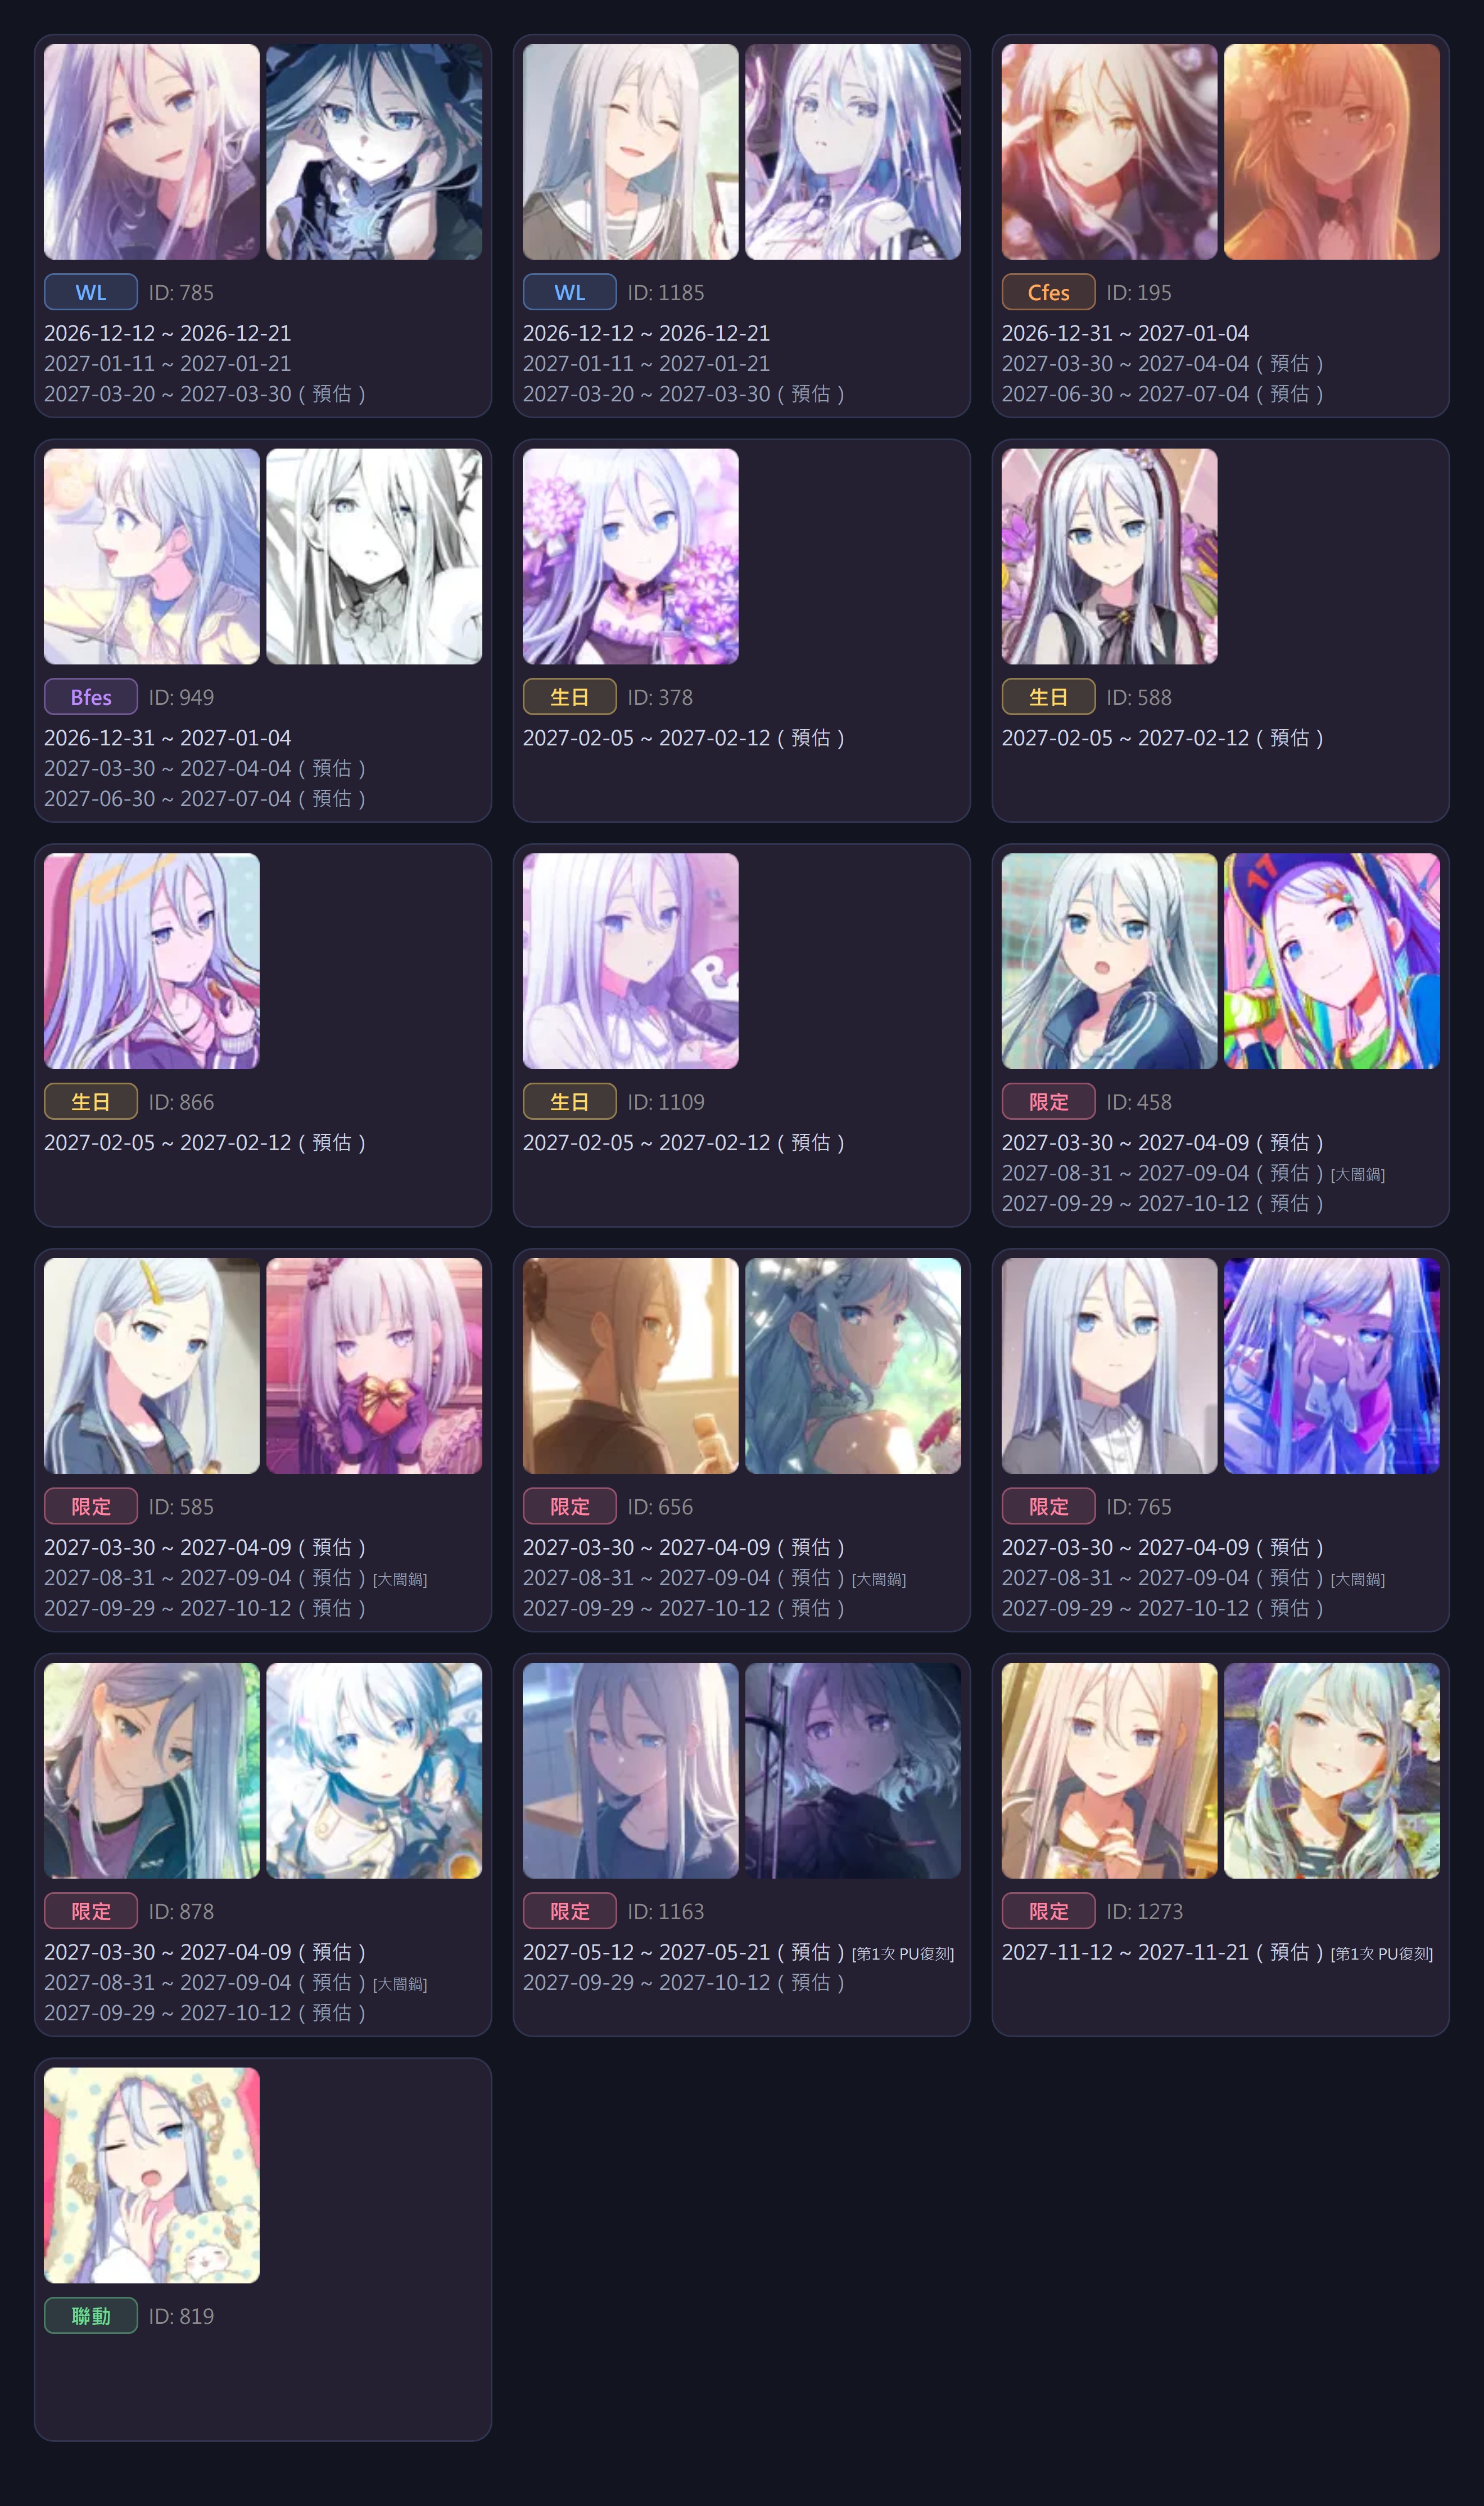 WL ID: 785
2026-12-12 ~ 2026-12-21
2027-01-11 ~ 2027-01-21
2027-03-20 ~ 2027-03-30 ( 預估 )
WL ID: 1185
2026-12-12 ~ 2026-12-21
2027-01-11 ~ 2027-01-21
2027-03-20 ~ 2027-03-30 ( 預估 )
Cfes ID: 195
2026-12-31 ~ 2027-01-04
2027-03-30 ~ 2027-04-04 ( 預估 )
2027-06-30 ~ 2027-07-04 ( 預估 )
Bfes ID: 949
2026-12-31 ~ 2027-01-04
2027-03-30 ~ 2027-04-04 ( 預估 )
2027-06-30 ~ 2027-07-04 ( 預估 )
生日 ID: 378
2027-02-05 ~ 2027-02-12 ( 預估 )
生日 ID: 588
2027-02-05 ~ 2027-02-12 ( 預估 )
生日 ID: 866
2027-02-05 ~ 2027-02-12 ( 預估 )
生日 ID: 1109
2027-02-05 ~ 2027-02-12 ( 預估 )
17
限定 ID: 458
2027-03-30 ~ 2027-04-09 ( 預估 )
2027-08-31 ~ 2027-09-04 ( 預估 ) [大闇鍋]
2027-09-29 ~ 2027-10-12 ( 預估 )
限定 ID: 585
2027-03-30 ~ 2027-04-09 ( 預估 )
2027-08-31 ~ 2027-09-04 ( 預估 ) [大闇鍋]
2027-09-29 ~ 2027-10-12 ( 預估 )
限定 ID: 656
2027-03-30 ~ 2027-04-09 ( 預估 )
2027-08-31 ~ 2027-09-04 ( 預估 ) [大闇鍋]
2027-09-29 ~ 2027-10-12 ( 預估 )
限定 ID: 765
2027-03-30 ~ 2027-04-09 ( 預估 )
2027-08-31 ~ 2027-09-04 ( 預估 ) [大闇鍋]
2027-09-29 ~ 2027-10-12 ( 預估 )
限定 ID: 878
2027-03-30 ~ 2027-04-09 ( 預估 )
2027-08-31 ~ 2027-09-04 ( 預估 ) [大闇鍋]
2027-09-29 ~ 2027-10-12 ( 預估 )
限定 ID: 1163
2027-05-12 ~ 2027-05-21 ( 預估 ) [第1次 PU復刻]
2027-09-29 ~ 2027-10-12 ( 預估 )
限定 ID: 1273
2027-11-12 ~ 2027-11-21 ( 預估 ) [第1次 PU復刻]
聯動 ID: 819